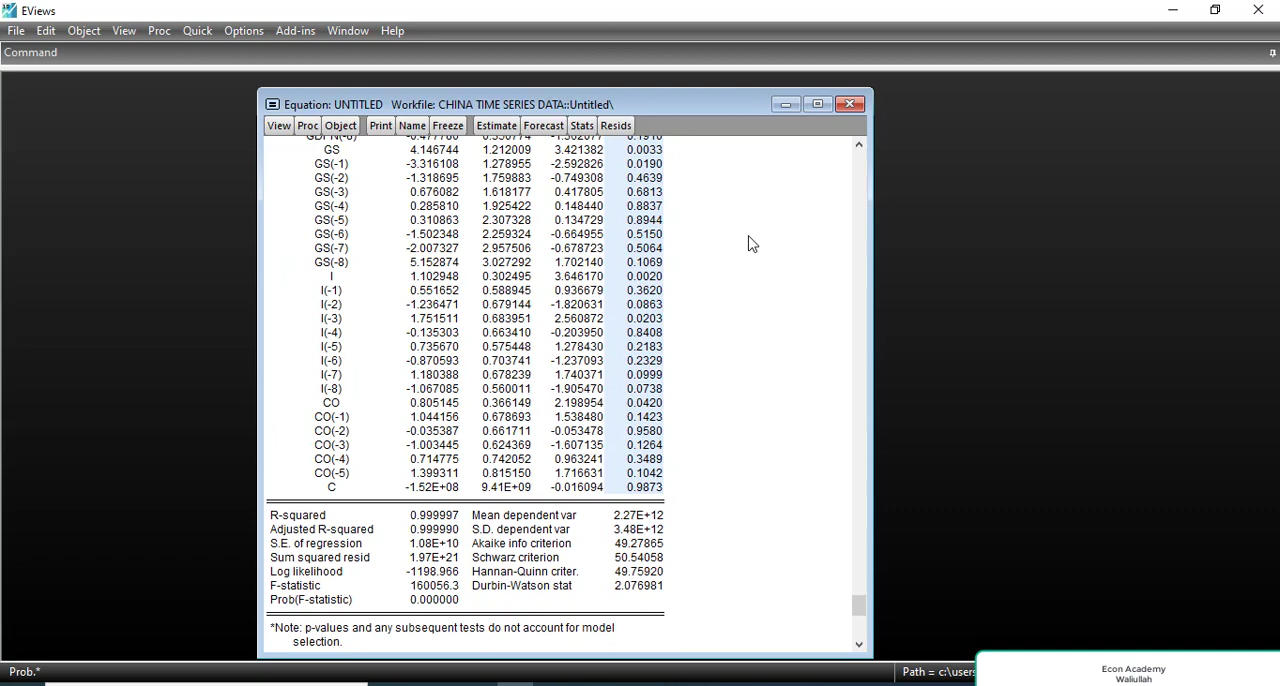 EViews
File Edit Object View Proc Quick Options Add-ins Window Help
Command
Equation: UNTITLED Workfile: CHINA TIME SERIES DATA::Untitled\
View Proc Object Print Name Freeze Estimate Forecast Stats Resids
GS 4.146744 1.212009 3.421382 0.0033
GS(-1) -3.316108 1.278955 -2.592826 0.0190
GS(-2) -1.318695 1.759883 -0.749308 0.4639
GS(-3) 0.676082 1.618177 0.417805 0.6813
GS(-4) 0.285810 1.925422 0.148440 0.8837
GS(-5) 0.310863 2.307328 0.134729 0.8944
GS(-6) -1.502348 2.259324 -0.664955 0.5150
GS(-7) -2.007327 2.957506 -0.678723 0.5064
GS(-8) 5.152874 3.027292 1.702140 0.1069
I 1.102948 0.302495 3.646170 0.0020
I(-1) 0.551652 0.588945 0.936679 0.3620
I(-2) -1.236471 0.679144 -1.820631 0.0863
I(-3) 1.751511 0.683951 2.560872 0.0203
I(-4) -0.135303 0.663410 -0.203950 0.8408
I(-5) 0.735670 0.575448 1.278430 0.2183
I(-6) -0.870593 0.703741 -1.237093 0.2329
I(-7) 1.180388 0.678239 1.740371 0.0999
I(-8) -1.067085 0.560011 -1.905470 0.0738
CO 0.805145 0.366149 2.198954 0.0420
CO(-1) 1.044156 0.678693 1.538480 0.1423
CO(-2) -0.035387 0.661711 -0.053478 0.9580
CO(-3) -1.003445 0.624369 -1.607135 0.1264
CO(-4) 0.714775 0.742052 0.963241 0.3489
CO(-5) 1.399311 0.815150 1.716631 0.1042
C -1.52E+08 9.41E+09 -0.016094 0.9873
R-squared 0.999997 Mean dependent var 2.27E+12
Adjusted R-squared 0.999990 S.D. dependent var 3.48E+12
S.E. of regression 1.08E+10 Akaike info criterion 49.27865
Sum squared resid 1.97E+21 Schwarz criterion 50.54058
Log likelihood -1198.966 Hannan-Quinn criter. 49.75920
F-statistic 160056.3 Durbin-Watson stat 2.076981
Prob(F-statistic) 0.000000
*Note: p-values and any subsequent tests do not account for model
selection.
Prob.* Path = c:\users
Econ Academy
Waliullah